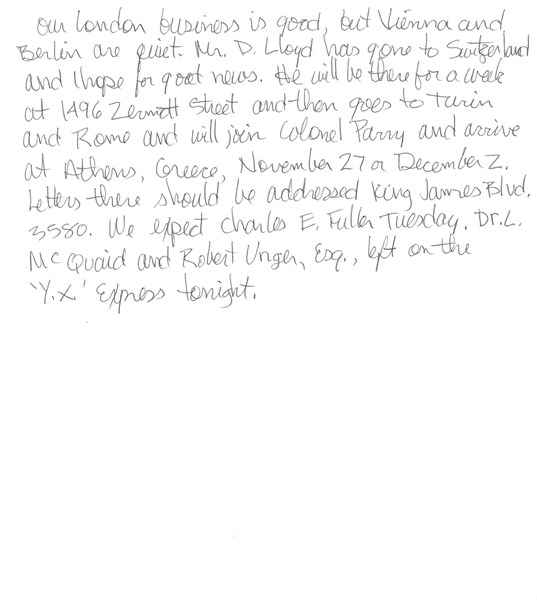 Our London business is good, but Vienna and
Berlin are quiet. Mr. D. Lloyd has gone to Switzerland
and I hope for good news. He will be there for a week
at 1496 Zermott Street and then goes to Turin
and Rome and will join Colonel Parry and arrive
at Athens, Greece, November 27 or December 2.
Letters there should be addressed King James Blvd.
3580. We expect Charles E. Fuller Tuesday. Dr. L.
McQuaid and Robert Unger, Esq., left on the
'Y.X.' Express tonight.